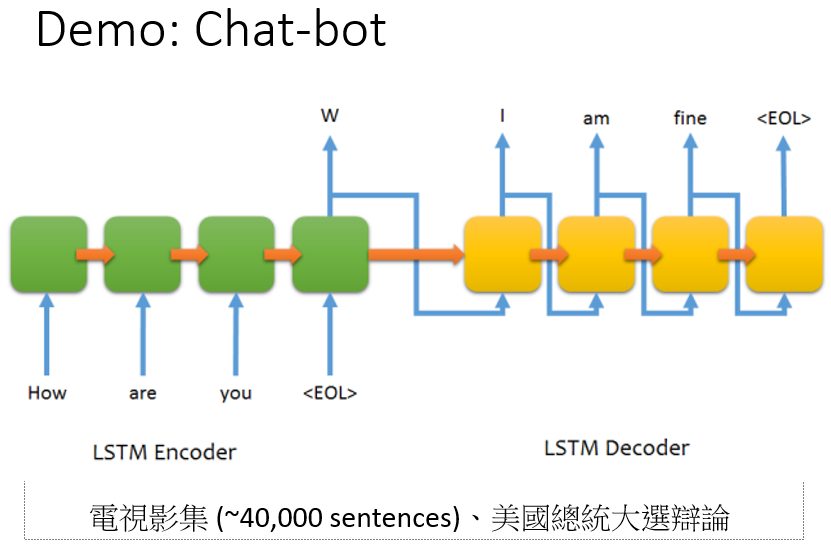 Demo: Chat-bot
W I am fine <EOL>
How are you <EOL>
LSTM Encoder LSTM Decoder
電視影集 (~40,000 sentences)、美國總統大選辯論